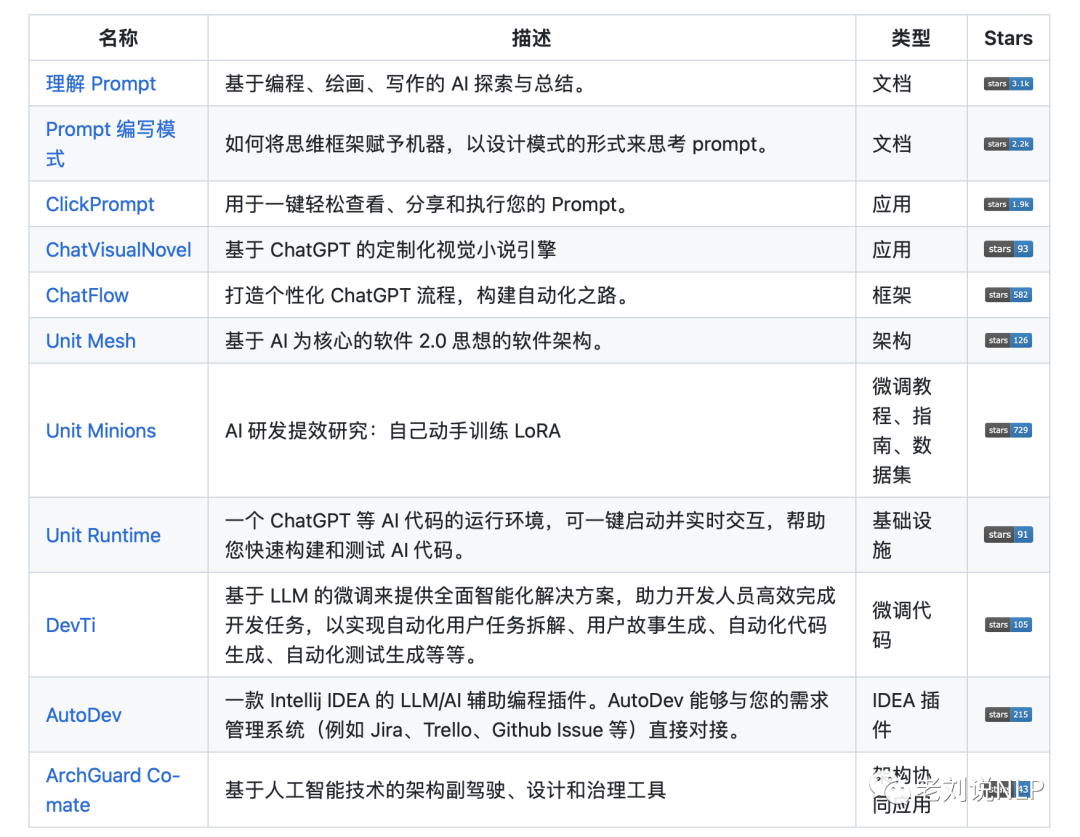 名称 描述 类型 Stars
理解 Prompt 基于编程、绘画、写作的 AI 探索与总结。 文档 stars 3.1k
Prompt 编写模
式
如何将思维框架赋予机器，以设计模式的形式来思考 prompt。 文档 stars 2.2k
ClickPrompt 用于一键轻松查看、分享和执行您的 Prompt。 应用 stars 1.9k
ChatVisualNovel 基于 ChatGPT 的定制化视觉小说引擎 应用 stars 93
ChatFlow 打造个性化 ChatGPT 流程，构建自动化之路。 框架 stars 582
Unit Mesh 基于 AI 为核心的软件 2.0 思想的软件架构。 架构 stars 126
Unit Minions AI 研发提效研究：自己动手训练 LoRA
微调教
程、指
南、数
据集
stars 729
Unit Runtime
一个 ChatGPT 等 AI 代码的运行环境，可一键启动并实时交互，帮助
您快速构建和测试 AI 代码。
基础设
施
stars 91
DevTi
基于 LLM 的微调来提供全面智能化解决方案，助力开发人员高效完成
开发任务，以实现自动化用户任务拆解、用户故事生成、自动化代码
生成、自动化测试生成等等。
微调代
码
stars 105
AutoDev
一款 Intellij IDEA 的 LLM/AI 辅助编程插件。AutoDev 能够与您的需求
管理系统（例如 Jira、Trello、Github Issue 等）直接对接。
IDEA 插
件
stars 215
ArchGuard Co-
mate
基于人工智能技术的架构副驾驶、设计和治理工具
架构协
同应用
stars 43
老刘说NLP